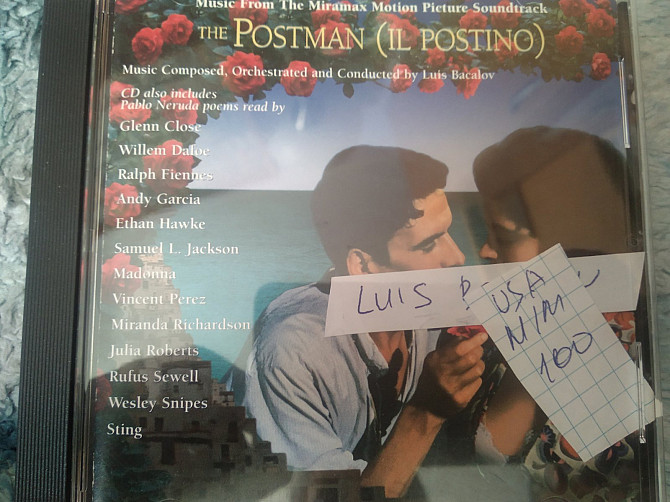 Music From The Miramax Motion Picture Soundtrack
THE POSTMAN (IL POSTINO)
Music Composed, Orchestrated and Conducted by Luis Bacalov
CD also includes
Pablo Neruda poems read by
Glenn Close
Willem Dafoe
Ralph Fiennes
Andy Garcia
Ethan Hawke
Samuel L. Jackson
Madonna
Vincent Perez
Miranda Richardson
Julia Roberts
Rufus Sewell
Wesley Snipes
Sting
LUIS
USA
M/M
100